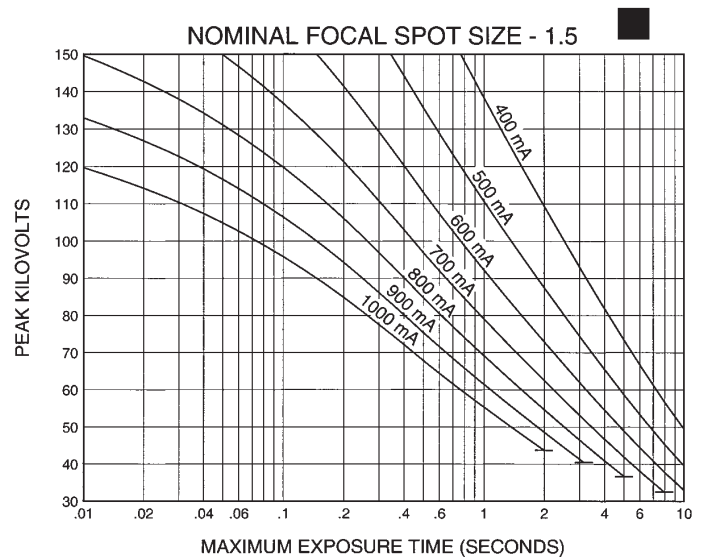 NOMINAL FOCAL SPOT SIZE - 1.5
PEAK KILOVOLTS
150
140
130
120
110
100
90
80
70
60
50
40
30
400 mA
500 mA
600 mA
700 mA
800 mA
900 mA
1000 mA
.01 .02 .04 .06 .1 .2 .4 .6 1 2 4 6 10
MAXIMUM EXPOSURE TIME (SECONDS)